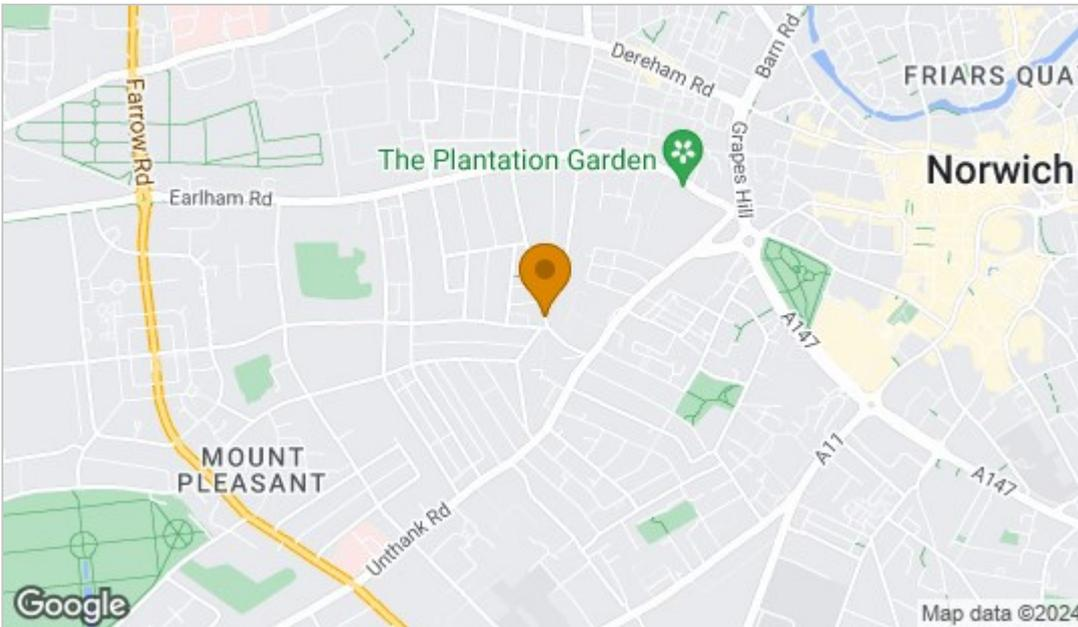 Dereham Rd
Barn Rd
FRIARS QUA
Farrow Rd
The Plantation Garden
Grapes Hill
Norwich
Earlham Rd
A147
MOUNT
PLEASANT
A11
A147
Unthank Rd
Google
Map data ©2024